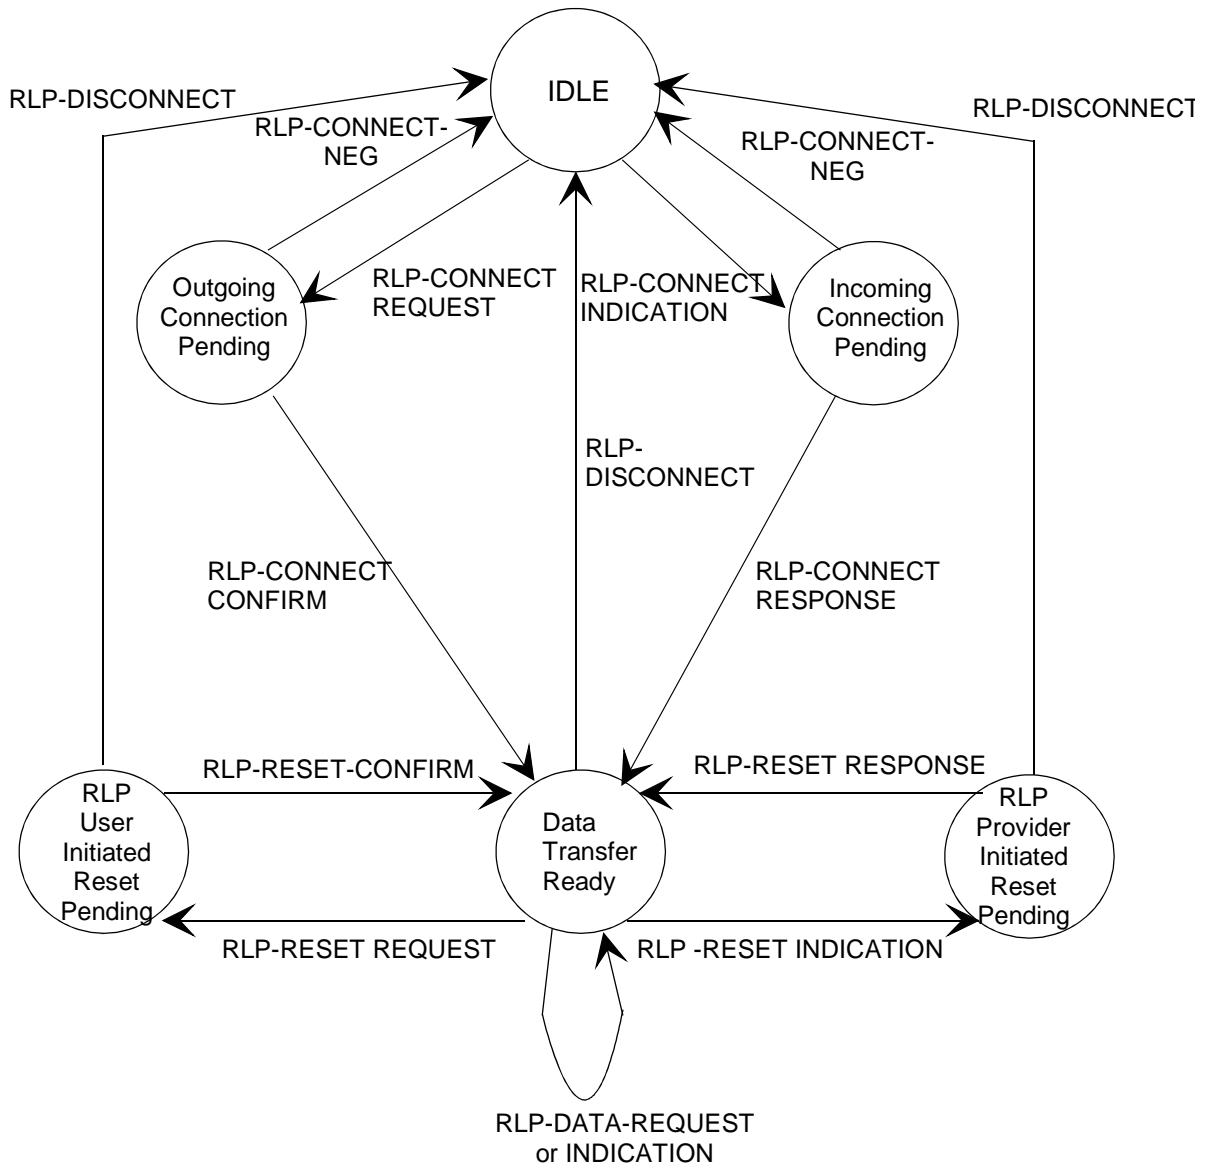 IDLE
RLP-DISCONNECT
RLP-DISCONNECT
RLP-CONNECT-
NEG
RLP-CONNECT-
NEG
Outgoing
Connection
Pending
RLP-CONNECT
REQUEST
RLP-CONNECT
INDICATION
Incoming
Connection
Pending
RLP-
DISCONNECT
RLP-CONNECT
CONFIRM
RLP-CONNECT
RESPONSE
RLP-RESET-CONFIRM
RLP-RESET RESPONSE
RLP
User
Initiated
Reset
Pending
Data
Transfer
Ready
RLP
Provider
Initiated
Reset
Pending
RLP-RESET REQUEST
RLP -RESET INDICATION
RLP-DATA-REQUEST
or INDICATION